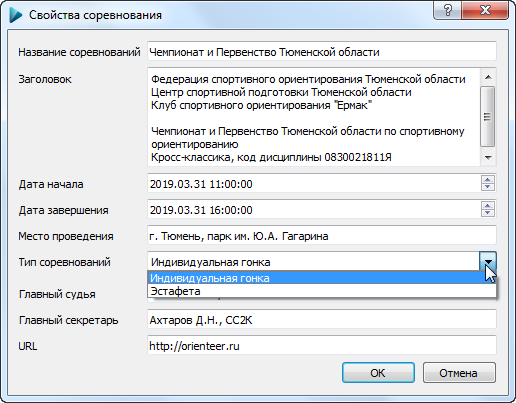 Свойства соревнования
Название соревнований Чемпионат и Первенство Тюменской области
Заголовок Федерация спортивного ориентирования Тюменской области
Центр спортивной подготовки Тюменской области
Клуб спортивного ориентирования "Ермак"
Чемпионат и Первенство Тюменской области по спортивному
ориентированию
Кросс-классика, код дисциплины 0830021811Я
Дата начала 2019.03.31 11:00:00
Дата завершения 2019.03.31 16:00:00
Место проведения г. Тюмень, парк им. Ю.А. Гагарина
Тип соревнований Индивидуальная гонка
Индивидуальная гонка
Эстафета
Главный судья
Главный секретарь Ахтаров Д.Н., СС2К
URL http://orienteer.ru
OK Отмена